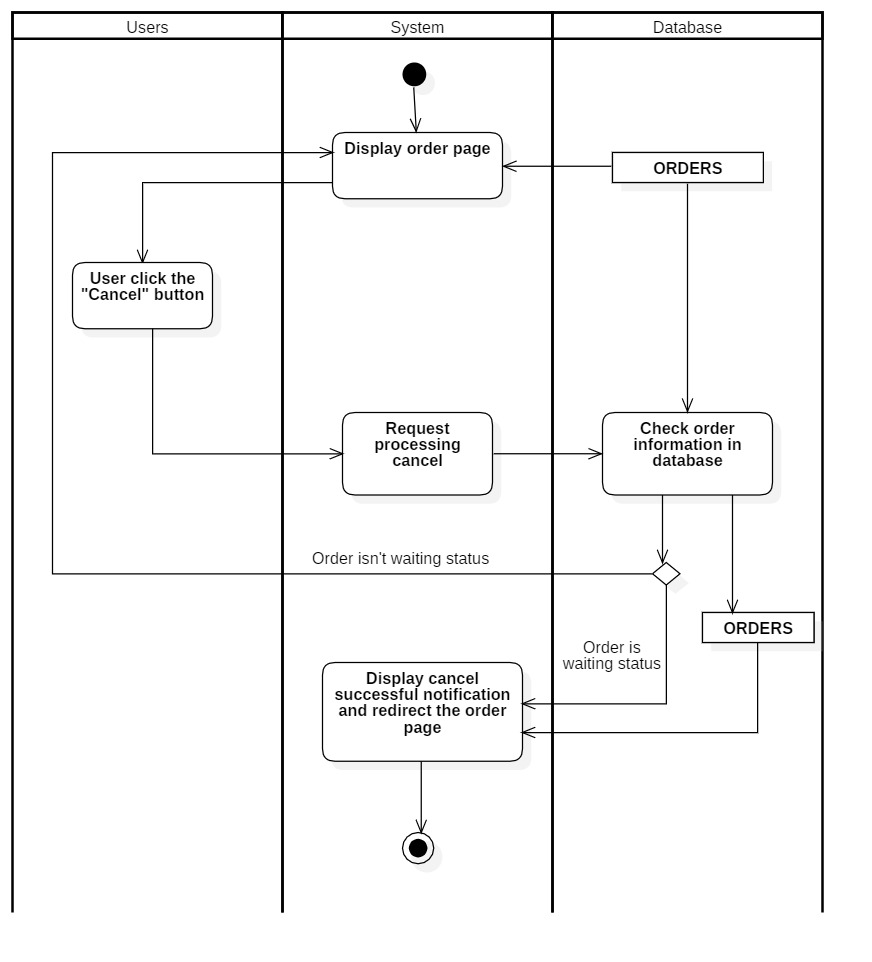 Users
System
Database
Display order page
ORDERS
User click the
"Cancel" button
Request
processing
cancel
Check order
information in
database
Order isn't waiting status
ORDERS
Order is
waiting status
Display cancel
successful notification
and redirect the order
page